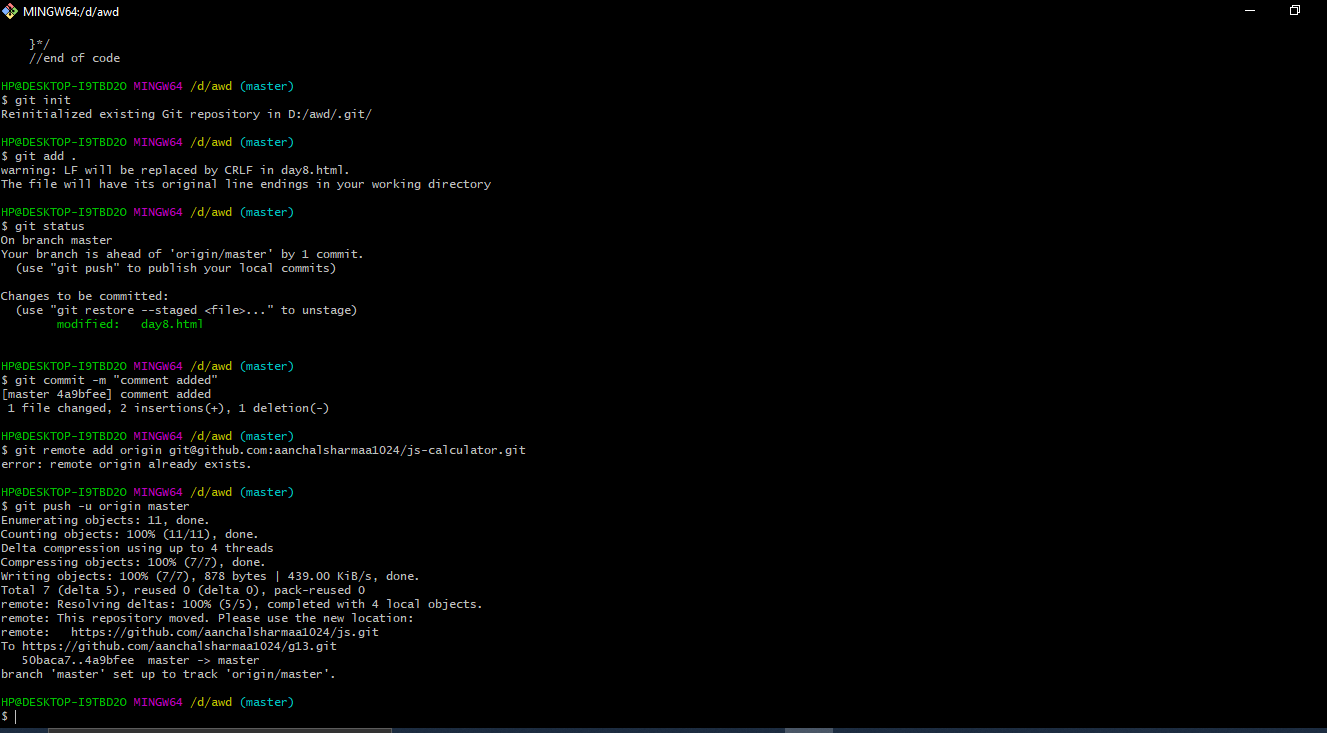 MINGW64:/d/awd
}*/
//end of code
HP@DESKTOP-I9TBD2O MINGW64 /d/awd (master)
$ git init
Reinitialized existing Git repository in D:/awd/.git/
HP@DESKTOP-I9TBD2O MINGW64 /d/awd (master)
$ git add .
warning: LF will be replaced by CRLF in day8.html.
The file will have its original line endings in your working directory
HP@DESKTOP-I9TBD2O MINGW64 /d/awd (master)
$ git status
On branch master
Your branch is ahead of 'origin/master' by 1 commit.
(use "git push" to publish your local commits)
Changes to be committed:
(use "git restore --staged <file>..." to unstage)
modified:   day8.html
HP@DESKTOP-I9TBD2O MINGW64 /d/awd (master)
$ git commit -m "comment added"
[master 4a9bfee] comment added
1 file changed, 2 insertions(+), 1 deletion(-)
HP@DESKTOP-I9TBD2O MINGW64 /d/awd (master)
$ git remote add origin git@github.com:aanchalsharmaa1024/js-calculator.git
error: remote origin already exists.
HP@DESKTOP-I9TBD2O MINGW64 /d/awd (master)
$ git push -u origin master
Enumerating objects: 11, done.
Counting objects: 100% (11/11), done.
Delta compression using up to 4 threads
Compressing objects: 100% (7/7), done.
Writing objects: 100% (7/7), 878 bytes | 439.00 KiB/s, done.
Total 7 (delta 5), reused 0 (delta 0), pack-reused 0
remote: Resolving deltas: 100% (5/5), completed with 4 local objects.
remote: This repository moved. Please use the new location:
remote:   https://github.com/aanchalsharmaa1024/js.git
To https://github.com/aanchalsharmaa1024/g13.git
50baca7..4a9bfee  master -> master
branch 'master' set up to track 'origin/master'.
HP@DESKTOP-I9TBD2O MINGW64 /d/awd (master)
$